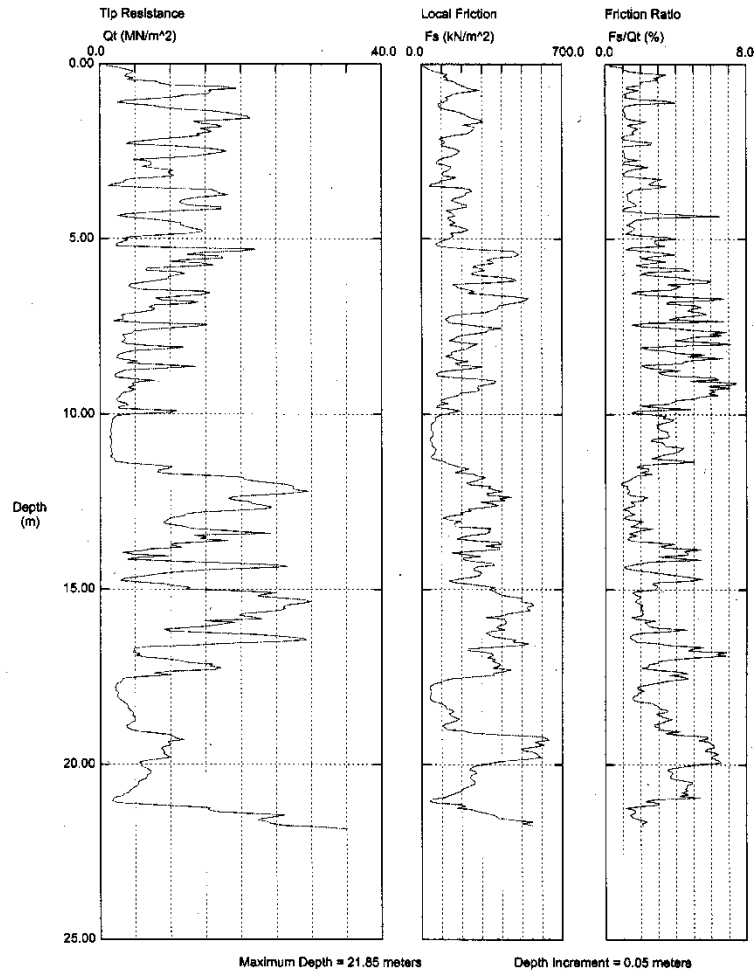 Tip Resistance
Qt (MN/m^2)
0.0 40.0
Local Friction
Fs (kN/m^2)
0.0 700.0
Friction Ratio
Fs/Qt (%)
0.0 8.0
0.00
5.00
10.00
Depth
(m)
15.00
20.00
25.00
Maximum Depth = 21.85 meters
Depth Increment = 0.05 meters